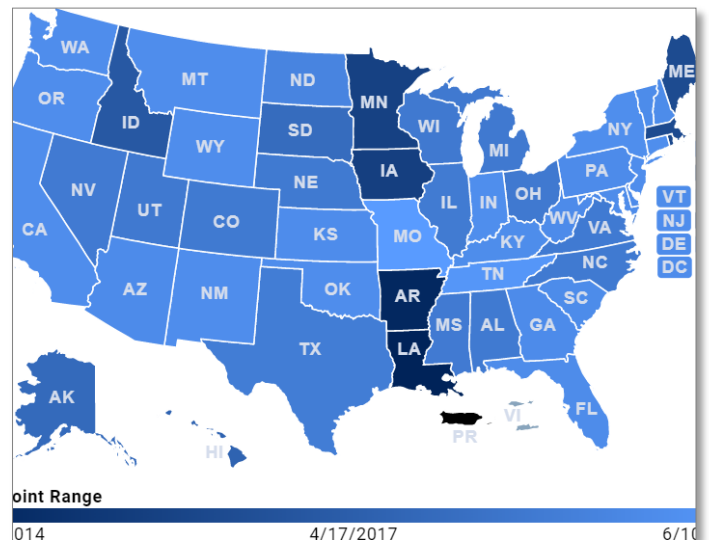 WA
MT
ND
MN
ME
OR
ID
SD
WI
NY
WY
MI
IA
PA
NE
NV
UT
CO
IL
IN
OH
WV
VA
VT
NJ
DE
DC
CA
KS
MO
KY
NC
TN
AZ
NM
OK
AR
SC
MS
AL
GA
TX
LA
AK
FL
HI
VI
PR
oint Range
014 4/17/2017 6/10